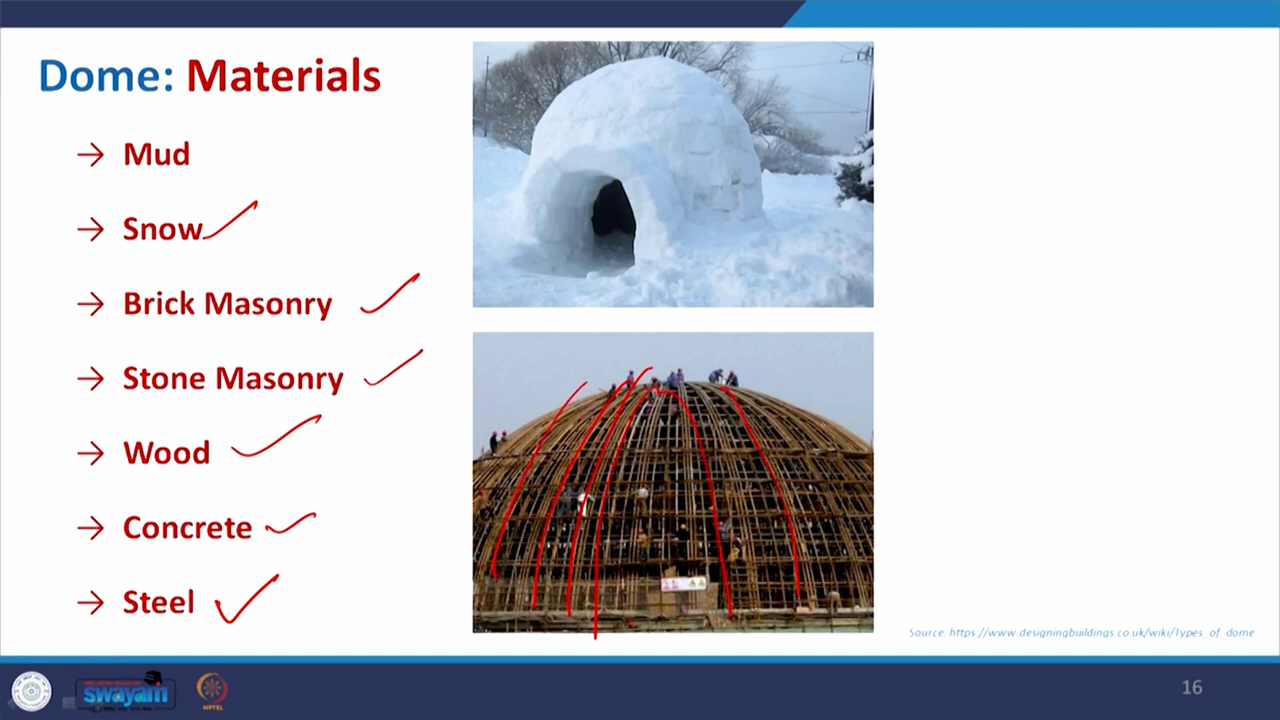 Dome: Materials
→ Mud
→ Snow
→ Brick Masonry
→ Stone Masonry
→ Wood
→ Concrete
→ Steel
Source: https://www.designingbuildings.co.uk/wiki/Types_of_dome
swayam
NPTEL
16